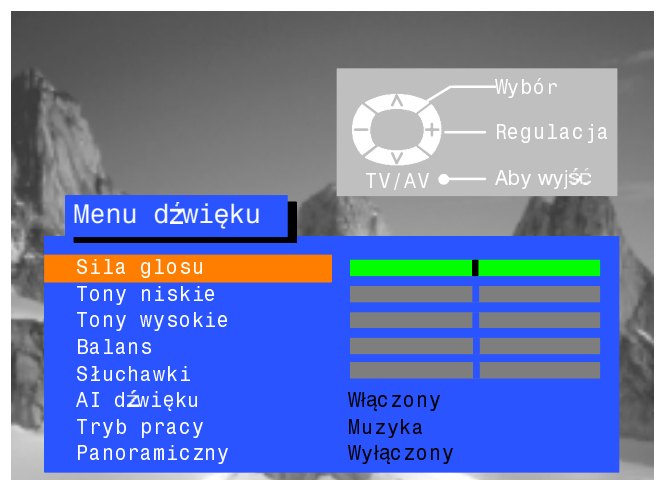 Wybór
Regulacja
TV/AV Aby wyjść
Menu dźwięku
Sila glosu
Tony niskie
Tony wysokie
Balans
Słuchawki
AI dźwięku Włączony
Tryb pracy Muzyka
Panoramiczny Wyłączony